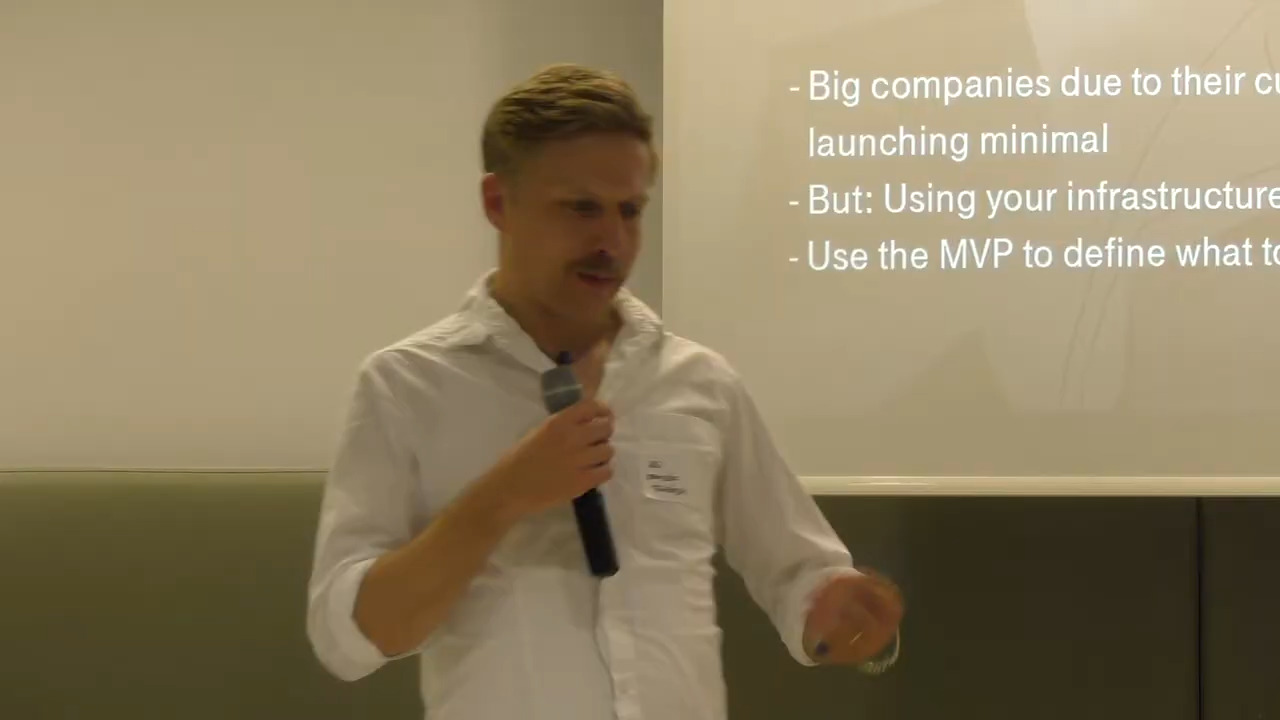 - Big companies due to their cu
launching minimal
- But: Using your infrastructure
- Use the MVP to define what to